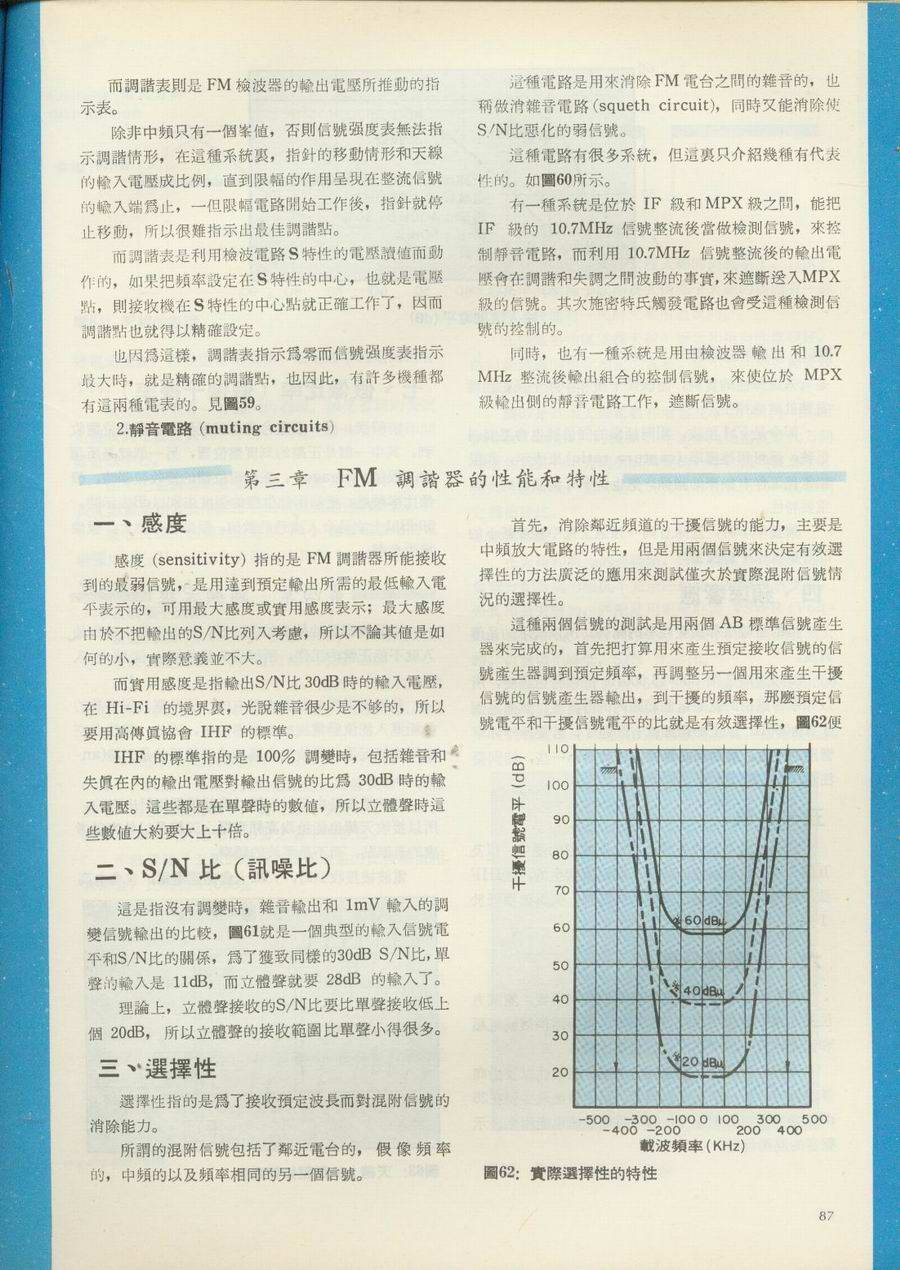 而調諧表則是 FM 檢波器的輸出電壓所推動的指
示表。
除非中頻只有一個峯值，否則信號强度表無法指
示調諧情形，在這種系統裏，指針的移動情形和天線
的輸入電壓成比例，直到限幅的作用呈現在整流信號
的輸入端爲止，一但限幅電路開始工作後，指針就停
止移動，所以很難指示出最佳調諧點。
而調諧表是利用檢波電路S特性的電壓讀值而動
作的，如果把頻率設定在S特性的中心，也就是電壓
點，則接收機在S特性的中心點就正確工作了，因而
調諧點也就得以精確設定。
也因爲這樣，調諧表指示爲零而信號强度表指示
最大時，就是精確的調諧點，也因此，有許多機種都
有這兩種電表的。見圖59。
2.靜音電路 (muting circuits)
這種電路是用來消除 FM 電台之間的雜音的，也
稱做消雜音電路 (squeth circuit)，同時又能消除使
S/N比惡化的弱信號。
這種電路有很多系統，但這裏只介紹幾種有代表
性的。如圖60所示。
有一種系統是位於 IF 級和 MPX 級之間，能把
IF 級的 10.7MHz 信號整流後當做檢測信號，來控
制靜音電路，而利用 10.7MHz 信號整流後的輸出電
壓會在調諧和失調之間波動的事實，來遮斷送入MPX
級的信號。其次施密特氏觸發電路也會受這種檢測信
號的控制的。
同時，也有一種系統是用由檢波器輸出和 10.7
MHz 整流後輸出組合的控制信號，來使位於 MPX
級輸出側的靜音電路工作，遮斷信號。
第三章 FM 調諧器的性能和特性
一、感度
感度 (sensitivity) 指的是 FM 調諧器所能接收
到的最弱信號，是用達到預定輸出所需的最低輸入電
平表示的，可用最大感度或實用感度表示；最大感度
由於不把輸出的S/N比列入考慮，所以不論其值是如
何的小，實際意義並不大。
而實用感度是指輸出S/N比 30dB 時的輸入電壓，
在 Hi-Fi 的境界裏，光說雜音很少是不够的，所以
要用高傳眞協會 IHF 的標準。
IHF 的標準指的是 100% 調變時，包括雜音和
失眞在內的輸出電壓對輸出信號的比爲 30dB 時的輸
入電壓。這些都是在單聲時的數值，所以立體聲時這
些數值大約要大上十倍。
二、S/N 比（訊噪比）
這是指沒有調變時，雜音輸出和 1mV 輸入的調
變信號輸出的比較，圖61就是一個典型的輸入信號電
平和S/N比的關係，爲了獲致同樣的30dB S/N比，單
聲的輸入是 11dB，而立體聲就要 28dB 的輸入了。
理論上，立體聲接收的S/N比要比單聲接收低上
個 20dB，所以立體聲的接收範圍比單聲小得很多。
三、選擇性
選擇性指的是爲了接收預定波長而對混附信號的
消除能力。
所謂的混附信號包括了鄰近電台的，假像頻率
的，中頻的以及頻率相同的另一個信號。
首先，消除鄰近頻道的干擾信號的能力，主要是
中頻放大電路的特性，但是用兩個信號來決定有效選
擇性的方法廣泛的應用來測試僅次於實際混附信號情
況的選擇性。
這種兩個信號的測試是用兩個 AB 標準信號產生
器來完成的，首先把打算用來產生預定接收信號的信
號產生器調到預定頻率，再調整另一個用來產生干擾
信號的信號產生器輸出，到干擾的頻率，那麽預定信
號電平和干擾信號電平的比就是有效選擇性，圖62便
干擾信號電平 (dB)
110
100
90
80
70
60
50
40
30
20
60 dBμ
40 dBμ
20 dBμ
-500 -300 -100 0 100 300 500
-400 -200 200 400
載波頻率 (KHz)
圖62：實際選擇性的特性
87